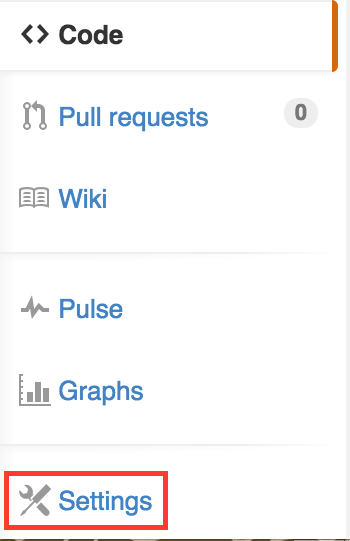 Code
Pull requests 0
Wiki
Pulse
Graphs
Settings